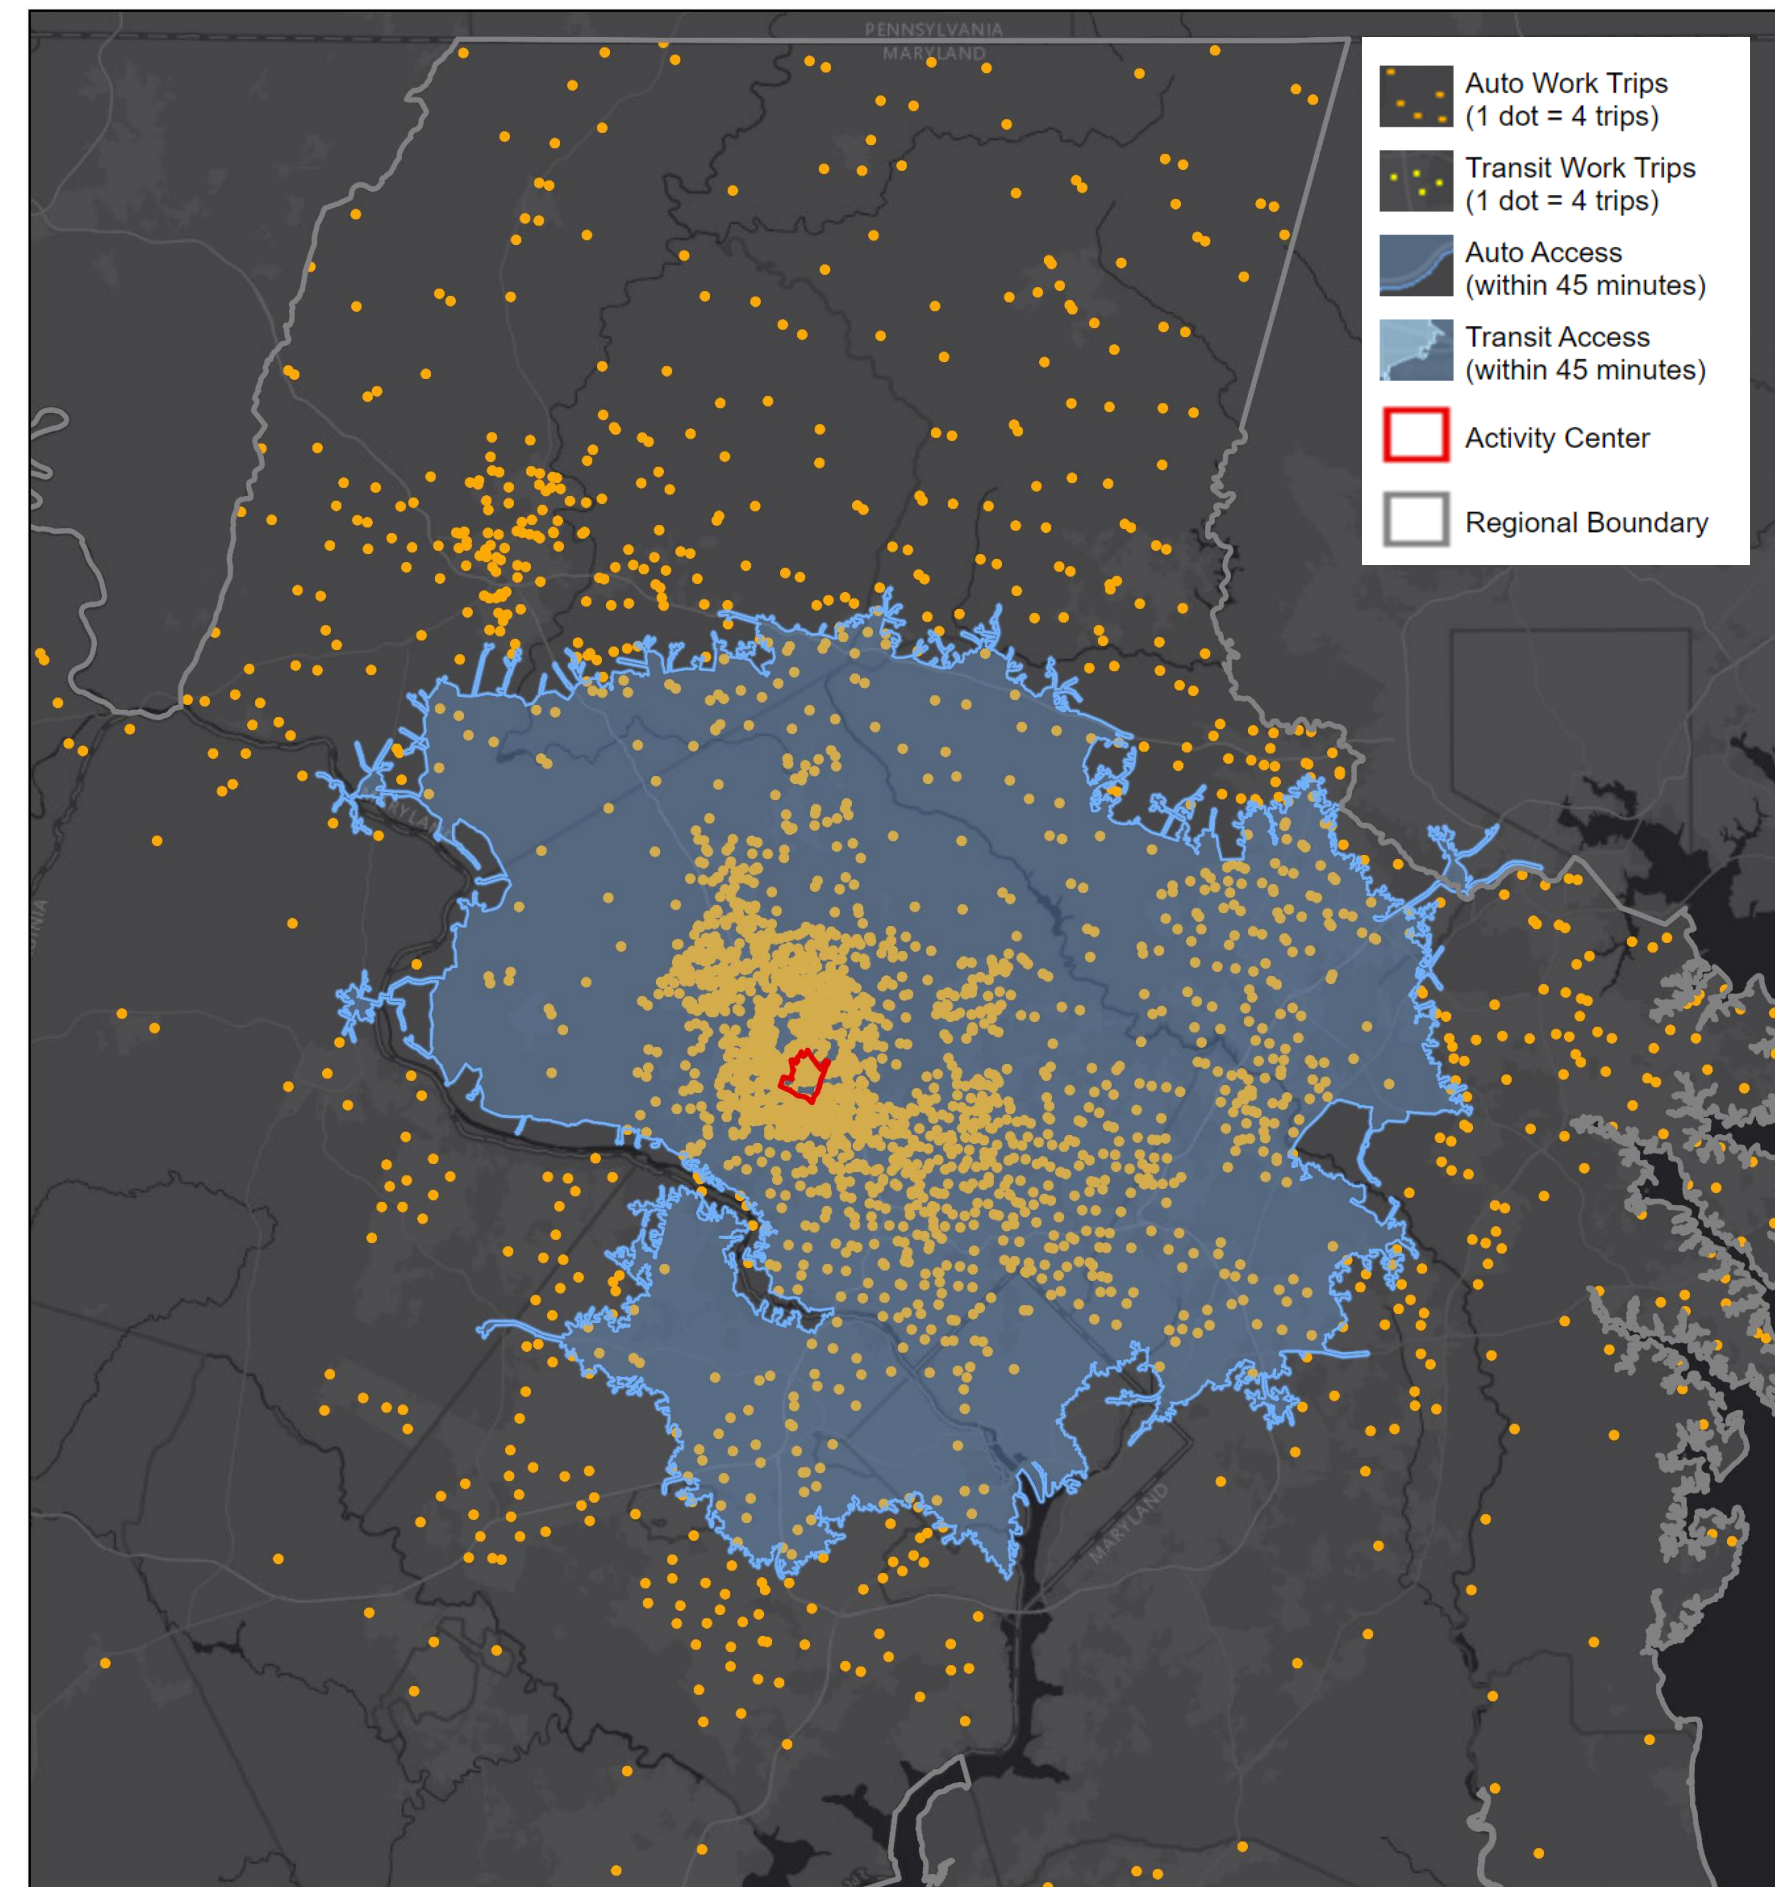 PENNSYLVANIA
MARYLAND
Auto Work Trips
(1 dot = 4 trips)
Transit Work Trips
(1 dot = 4 trips)
Auto Access
(within 45 minutes)
Transit Access
(within 45 minutes)
Activity Center
Regional Boundary
MARYLAND
MARYLAND